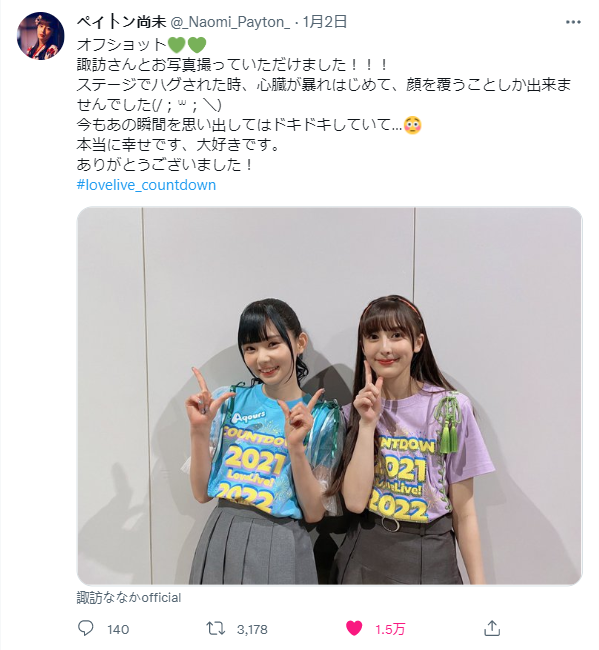 ペイトン尚未 @_Naomi_Payton_ · 1月2日
オフショット💚💚
諏訪さんとお写真撮っていただけました！！！
ステージでハグされた時、心臓が暴れはじめて、顔を覆うことしか出来ま
せんでした(/ ; ༥ ; ＼)
今もあの瞬間を思い出してはドキドキしていて...😳
本当に幸せです、大好きです。
ありがとうございました！
#lovelive_countdown
Aqours
COUNTDOWN
2021
LoveLive!
2022
COUNTDOWN
2021
LoveLive!
2022
諏訪ななかofficial
140 3,178 1.5万